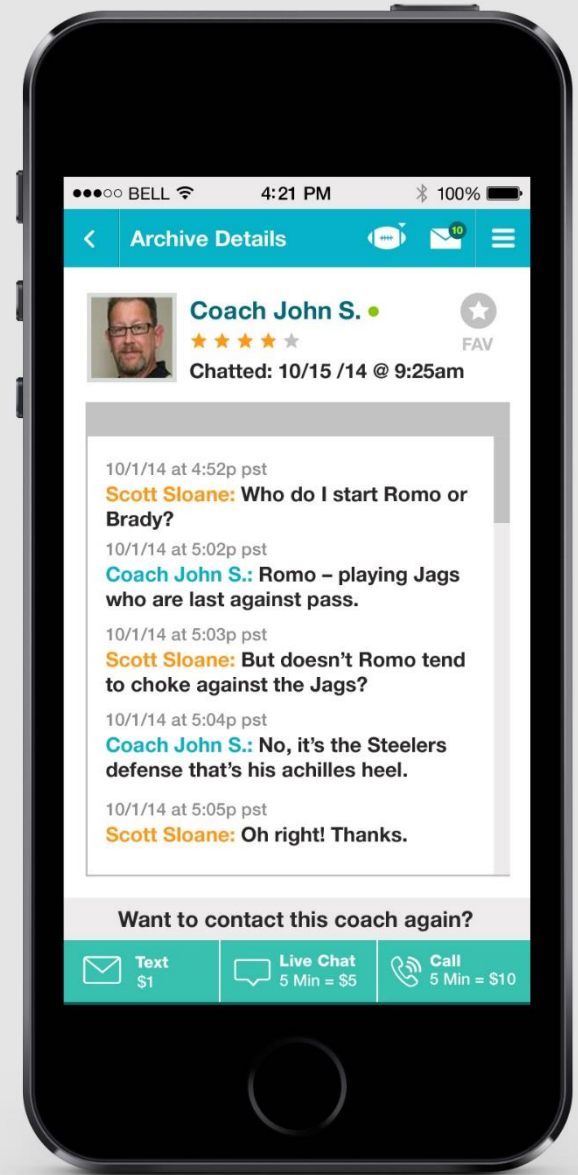 BELL 4:21 PM 100%
Archive Details 10
Coach John S.
FAV
Chatted: 10/15 /14 @ 9:25am
10/1/14 at 4:52p pst
Scott Sloane: Who do I start Romo or
Brady?
10/1/14 at 5:02p pst
Coach John S.: Romo – playing Jags
who are last against pass.
10/1/14 at 5:03p pst
Scott Sloane: But doesn’t Romo tend
to choke against the Jags?
10/1/14 at 5:04p pst
Coach John S.: No, it’s the Steelers
defense that’s his achilles heel.
10/1/14 at 5:05p pst
Scott Sloane: Oh right! Thanks.
Want to contact this coach again?
Text
$1
Live Chat
5 Min = $5
Call
5 Min = $10